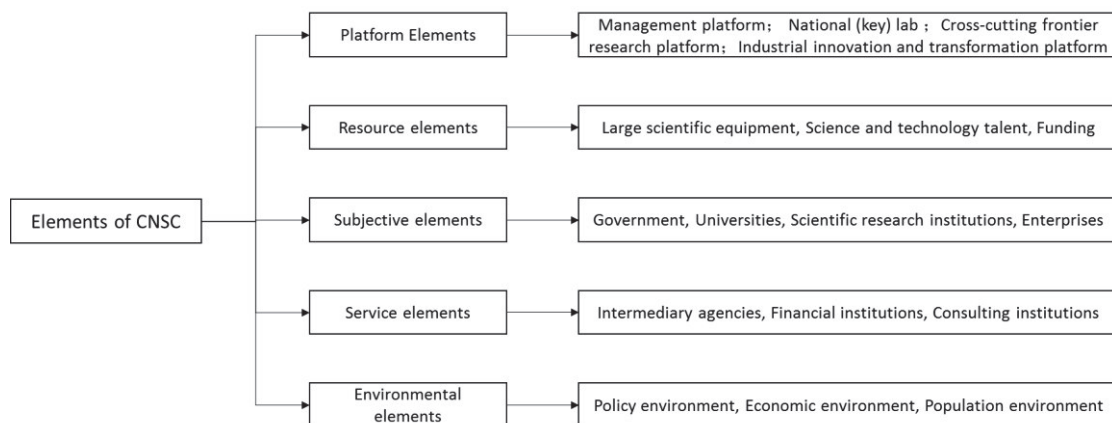 Platform Elements
Management platform； National (key) lab； Cross-cutting frontier
research platform； Industrial innovation and transformation platform
Resource elements
Large scientific equipment, Science and technology talent, Funding
Elements of CNSC
Subjective elements
Government, Universities, Scientific research institutions, Enterprises
Service elements
Intermediary agencies, Financial institutions, Consulting institutions
Environmental
elements
Policy environment, Economic environment, Population environment